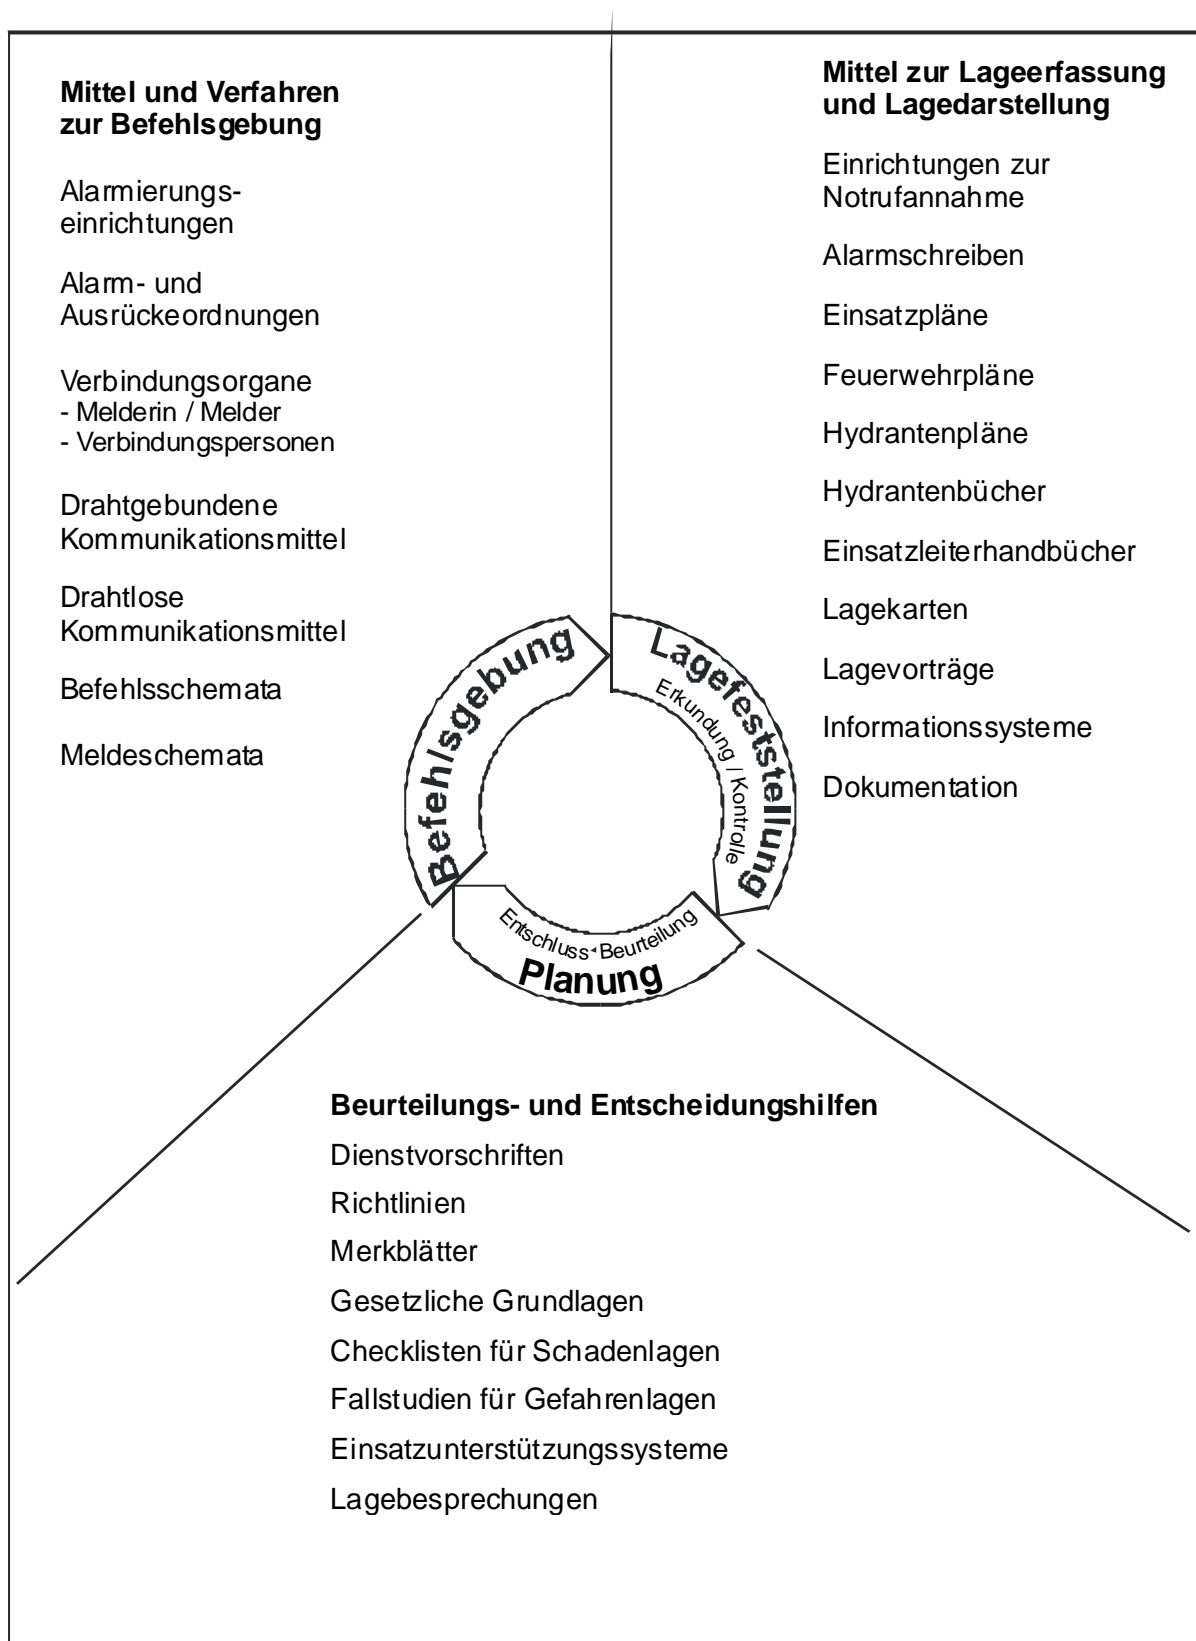 Mittel und Verfahren
zur Befehlsgebung
Alarmierungs-
einrichtungen
Alarm- und
Ausrückeordnungen
Verbindungsorgane
- Melderin / Melder
- Verbindungspersonen
Drahtgebundene
Kommunikationsmittel
Drahtlose
Kommunikationsmittel
Befehlsschemata
Meldeschemata
Mittel zur Lageerfassung
und Lagedarstellung
Einrichtungen zur
Notrufannahme
Alarmschreiben
Einsatzpläne
Feuerwehrpläne
Hydrantenpläne
Hydrantenbücher
Einsatzleiterhandbücher
Lagekarten
Lagevorträge
Informationssysteme
Dokumentation
Befehlsgebung
Lagefeststellung
Erkundung / Kontrolle
Entschluss Beurteilung
Planung
Beurteilungs- und Entscheidungshilfen
Dienstvorschriften
Richtlinien
Merkblätter
Gesetzliche Grundlagen
Checklisten für Schadenlagen
Fallstudien für Gefahrenlagen
Einsatzunterstützungssysteme
Lagebesprechungen